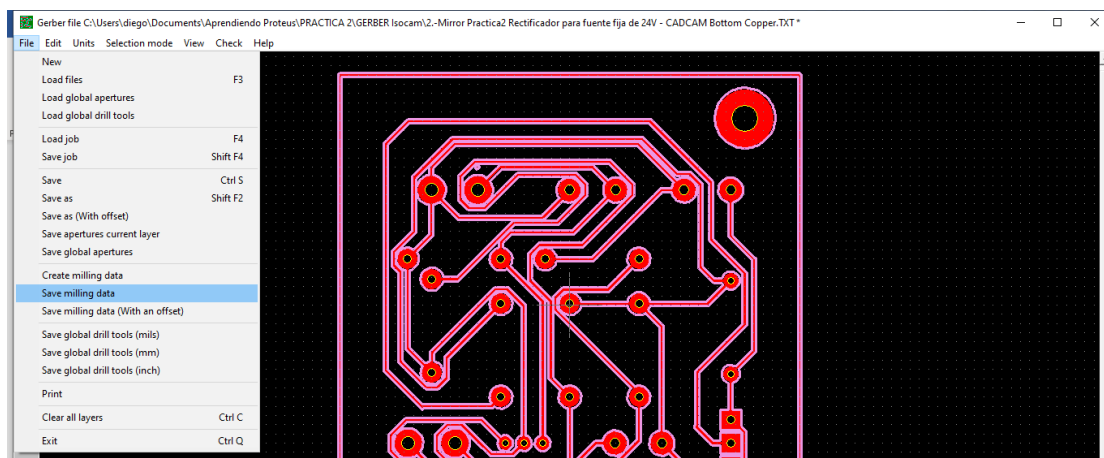 Gerber file C:\Users\diego\Documents\Aprendiendo Proteus\PRACTICA 2\GERBER Isocam\2.-Mirror Practica2 Rectificador para fuente fija de 24V - CADCAM Bottom Copper.TXT *
File Edit Units Selection mode View Check Help
New
Load files F3
Load global apertures
Load global drill tools
Load job F4
Save job Shift F4
Save Ctrl S
Save as Shift F2
Save as (With offset)
Save apertures current layer
Save global apertures
Create milling data
Save milling data
Save milling data (With an offset)
Save global drill tools (mils)
Save global drill tools (mm)
Save global drill tools (inch)
Print
Clear all layers Ctrl C
Exit Ctrl Q